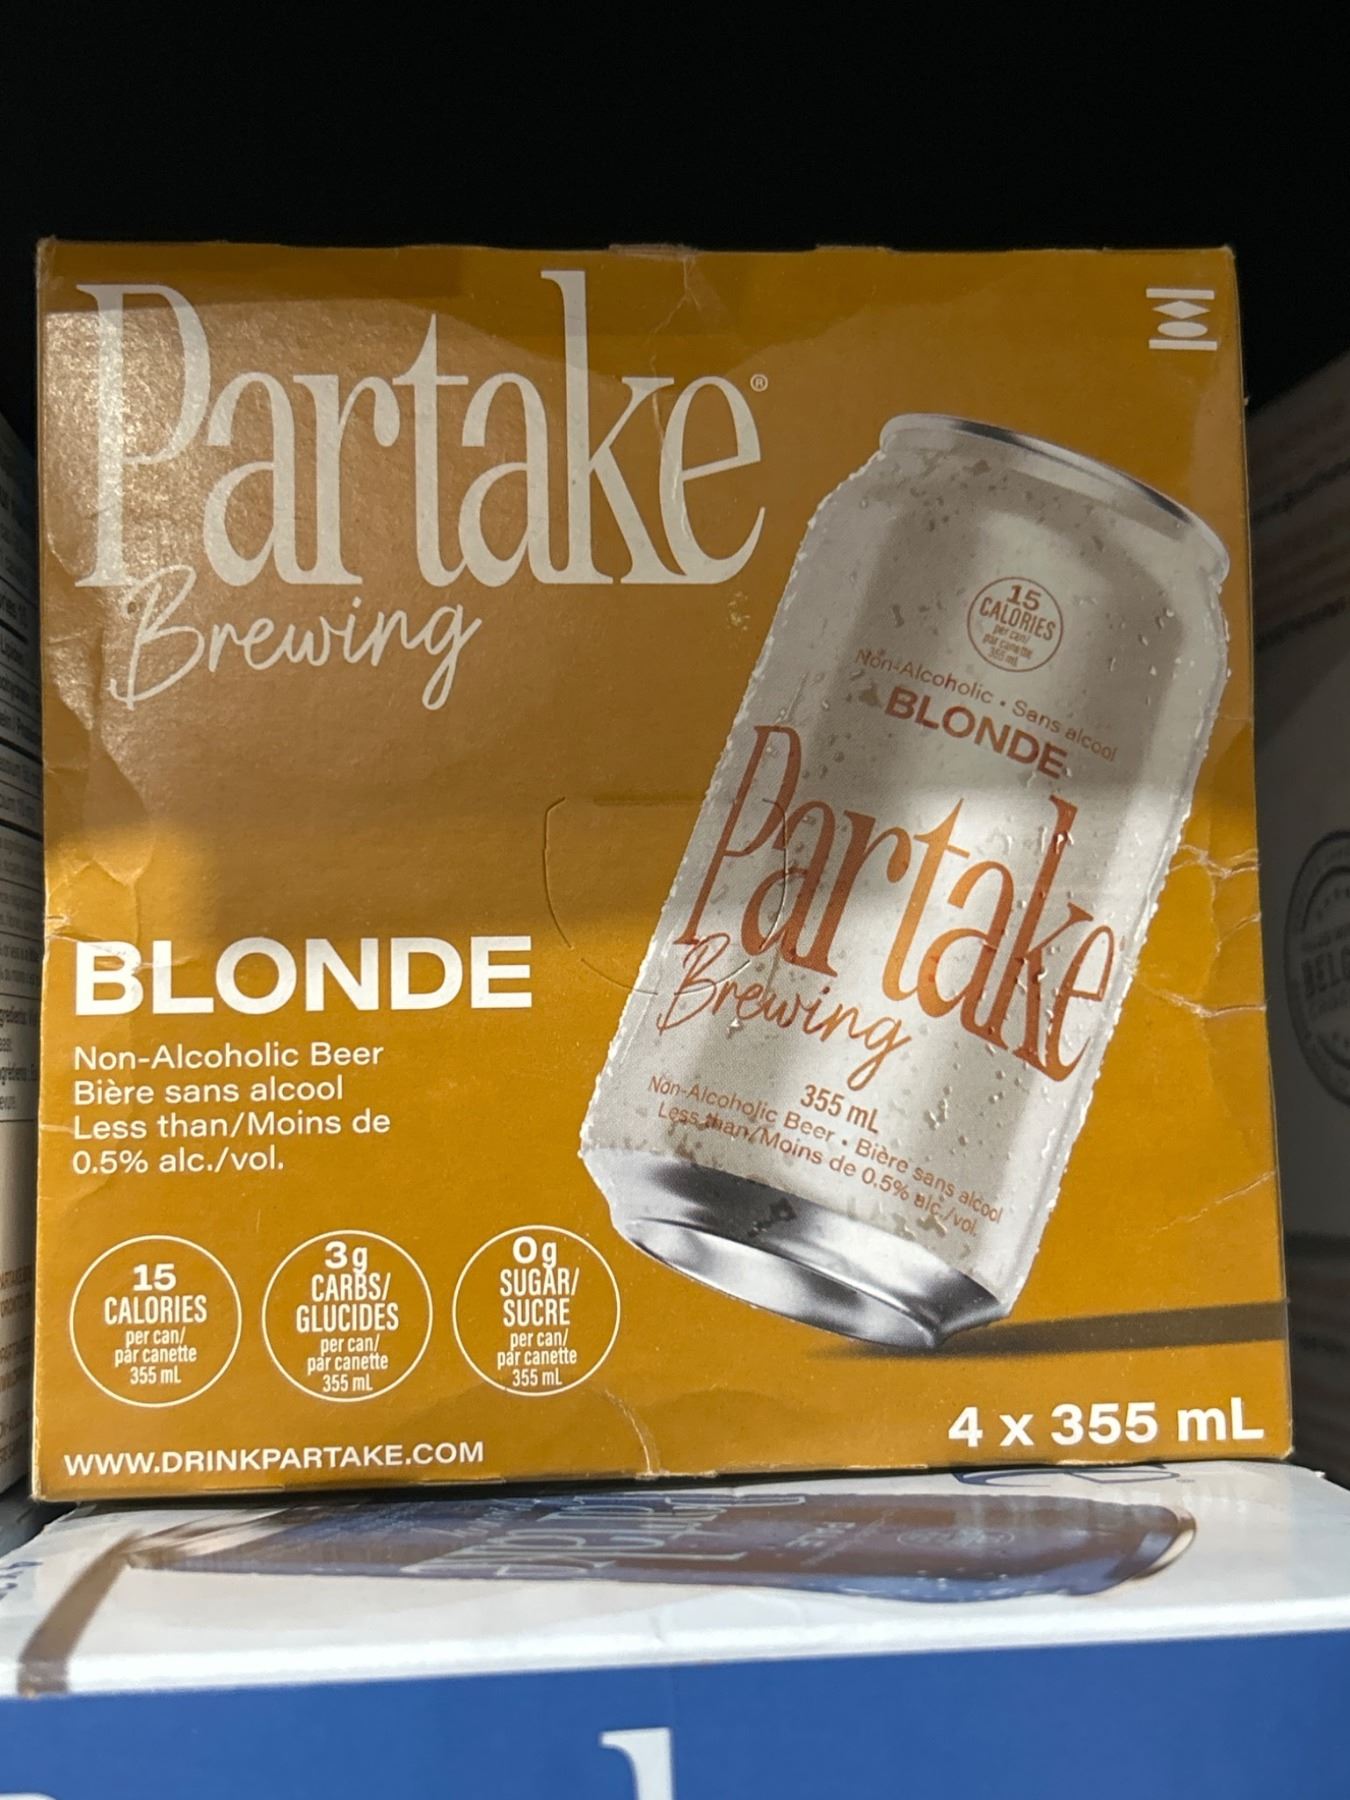 Partake®
Brewing
BLONDE
Non-Alcoholic Beer
Bière sans alcool
Less than/Moins de
0.5% alc./vol.
15
CALORIES
per can/
par canette
355 mL
3g
CARBS/
GLUCIDES
per can/
par canette
355 mL
0g
SUGAR/
SUCRE
per can/
par canette
355 mL
WWW.DRINKPARTAKE.COM
4 x 355 mL
15
CALORIES
per can/
par canette
355 mL
Non-Alcoholic • Sans alcool
BLONDE
Partake
Brewing
355 mL
Non-Alcoholic Beer • Bière sans alcool
Less than/Moins de 0.5% alc./vol.